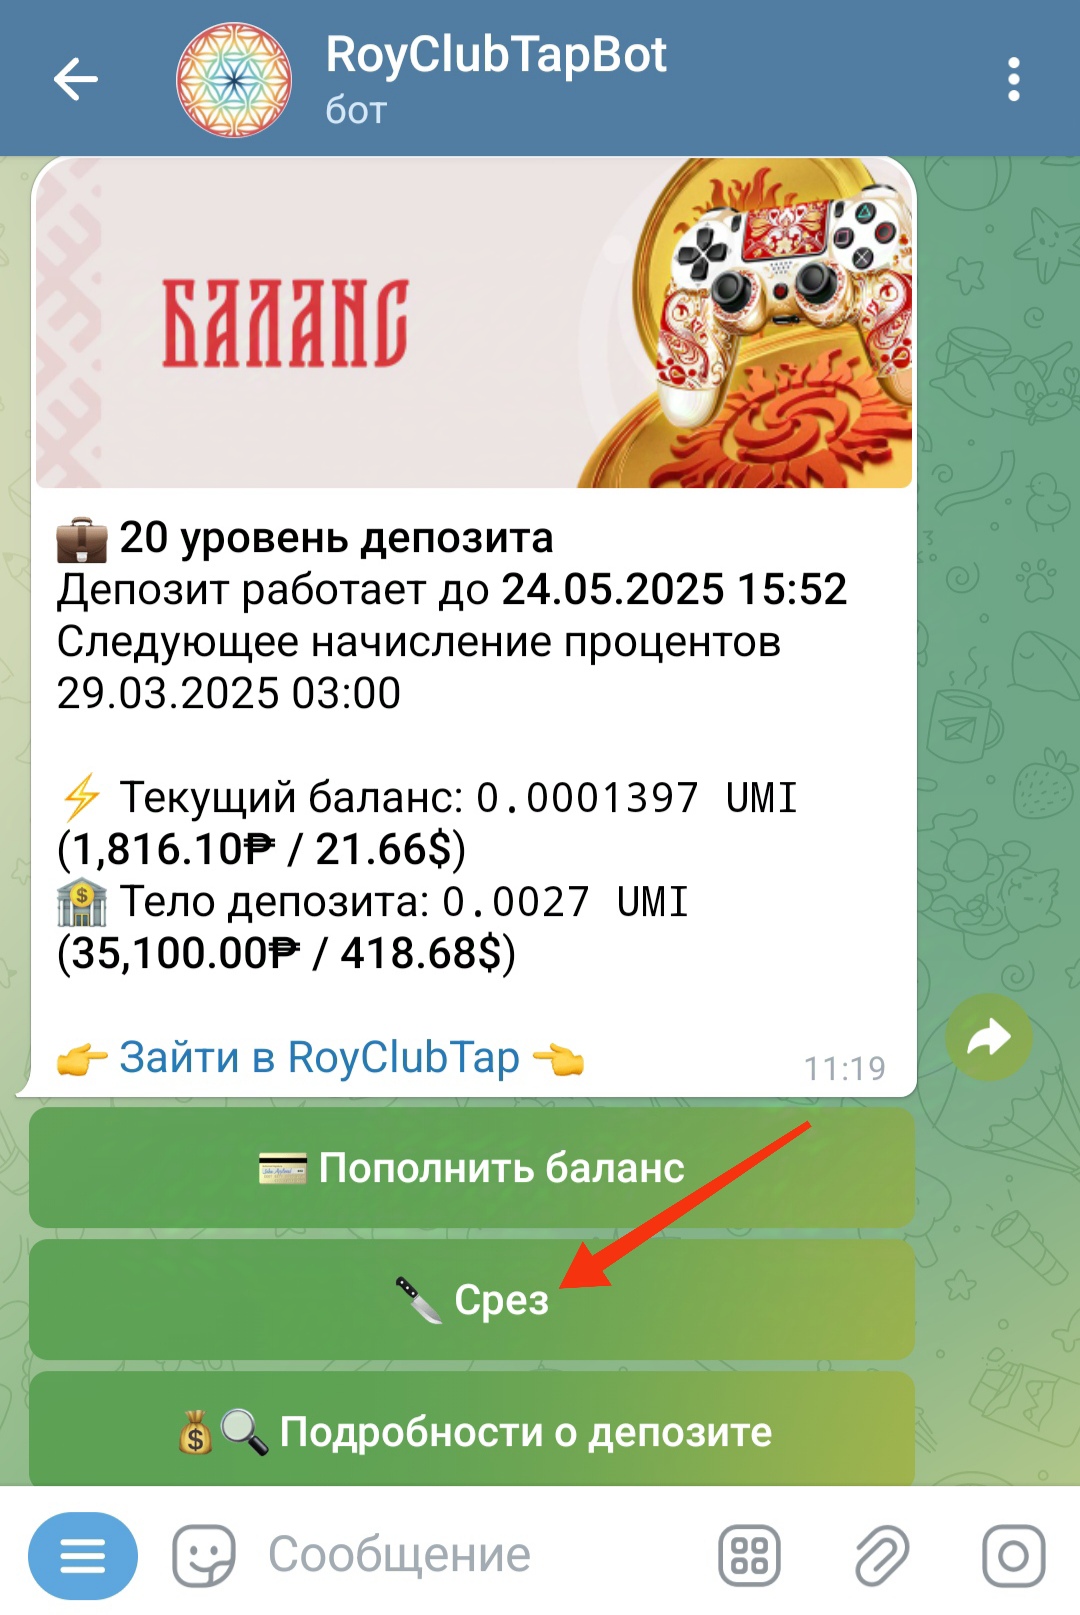 RoyClubTapBot
бот
БАЛАНС
20 уровень депозита
Депозит работает до 24.05.2025 15:52
Следующее начисление процентов
29.03.2025 03:00
⚡ Текущий баланс: 0.0001397 UMI
(1,816.10₱ / 21.66$)
🏦 Тело депозита: 0.0027 UMI
(35,100.00₱ / 418.68$)
👉 Зайти в RoyClubTap 👈
11:19
💳 Пополнить баланс
🔪 Срез
💰🔍 Подробности о депозите
Сообщение